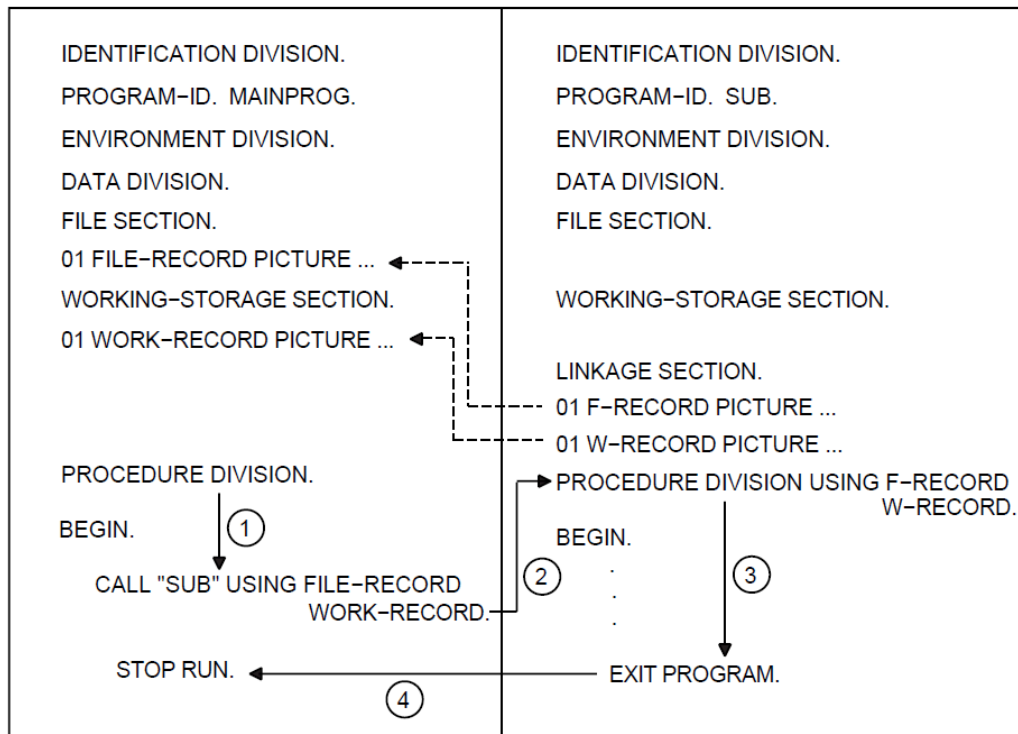 IDENTIFICATION DIVISION.
PROGRAM-ID. MAINPROG.
ENVIRONMENT DIVISION.
DATA DIVISION.
FILE SECTION.
01 FILE-RECORD PICTURE ...
WORKING-STORAGE SECTION.
01 WORK-RECORD PICTURE ...
PROCEDURE DIVISION.
1
BEGIN.
CALL "SUB" USING FILE-RECORD
WORK-RECORD.
STOP RUN.
IDENTIFICATION DIVISION.
PROGRAM-ID. SUB.
ENVIRONMENT DIVISION.
DATA DIVISION.
FILE SECTION.
WORKING-STORAGE SECTION.
LINKAGE SECTION.
01 F-RECORD PICTURE ...
01 W-RECORD PICTURE ...
PROCEDURE DIVISION USING F-RECORD
W-RECORD.
BEGIN.
2
3
.
.
.
EXIT PROGRAM.
4